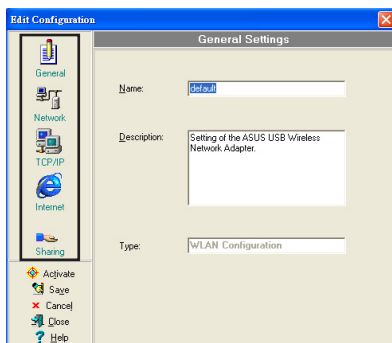 Edit Configuration
General Settings
General
Network
TCP/IP
Internet
Sharing
Activate
Save
Cancel
Close
Help
Name:
default
Description:
Setting of the ASUS USB Wireless
Network Adapter.
Type:
WLAN Configuration